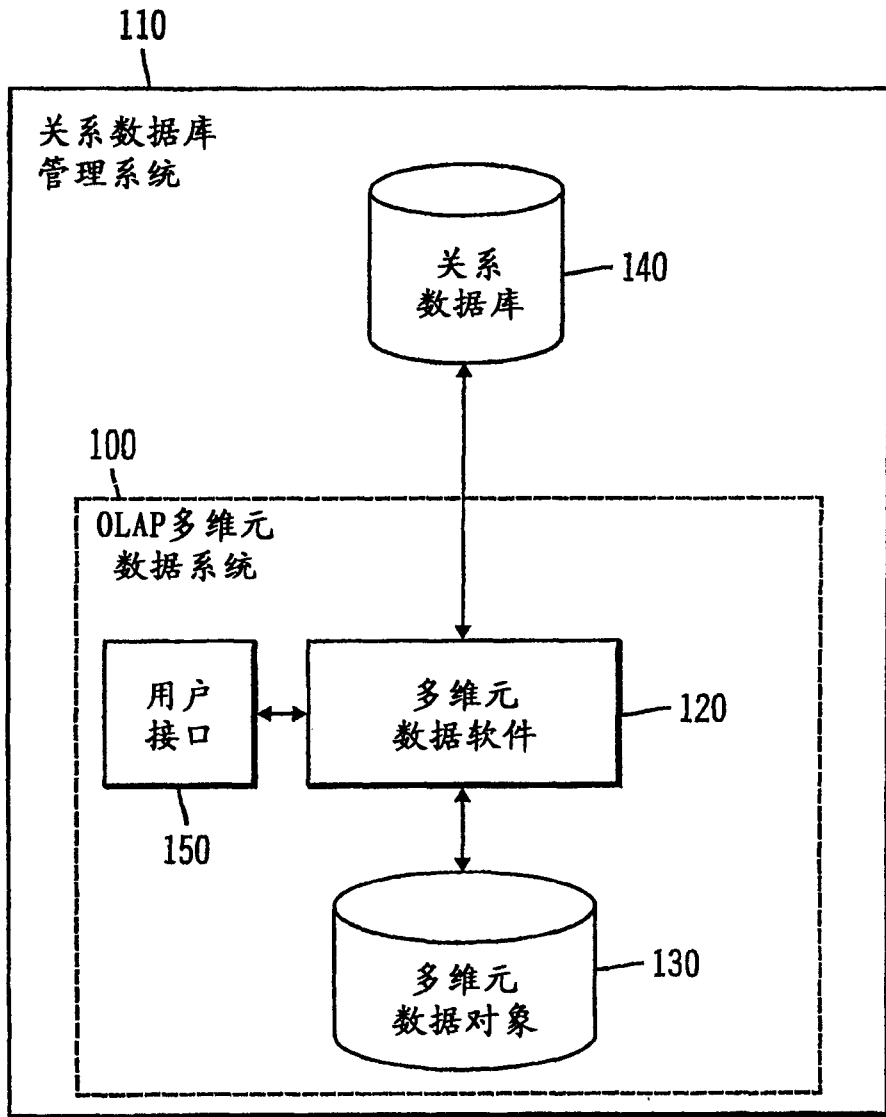 110
关系数据库
管理系统
关系
数据库
140
100
OLAP多维元
数据系统
用户
接口
多维元
数据软件
120
150
多维元
数据对象
130